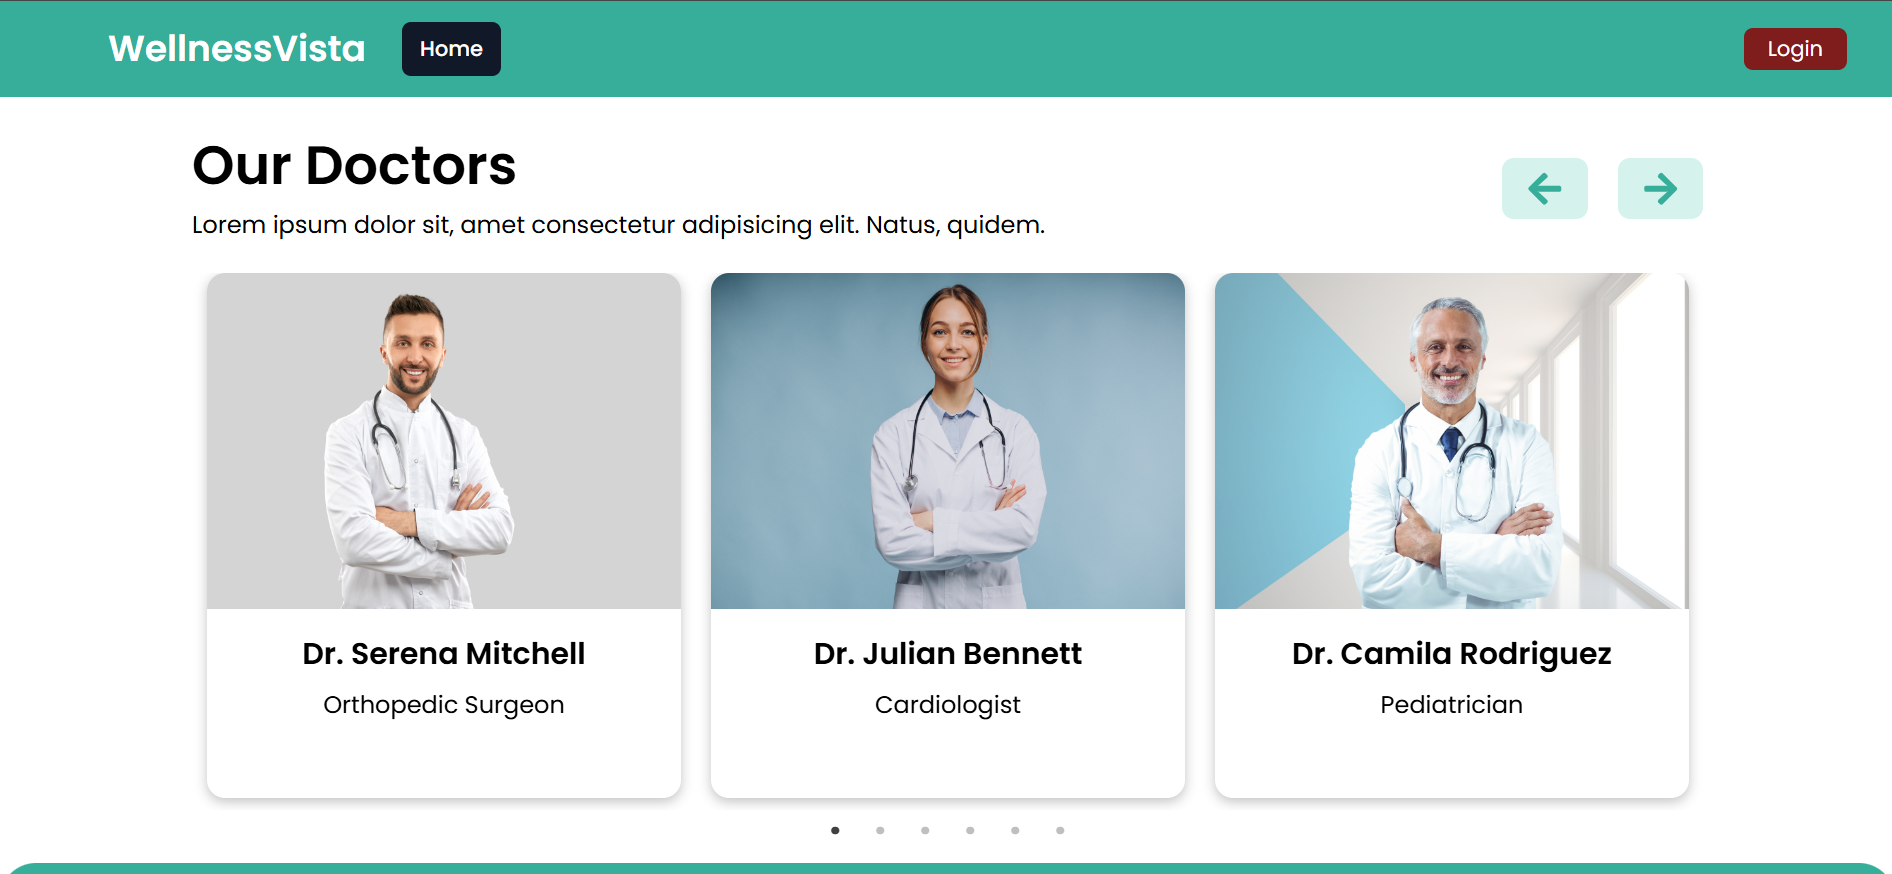 WellnessVista
Home
Login
Our Doctors
Lorem ipsum dolor sit, amet consectetur adipisicing elit. Natus, quidem.
Dr. Serena Mitchell
Orthopedic Surgeon
Dr. Julian Bennett
Cardiologist
Dr. Camila Rodriguez
Pediatrician